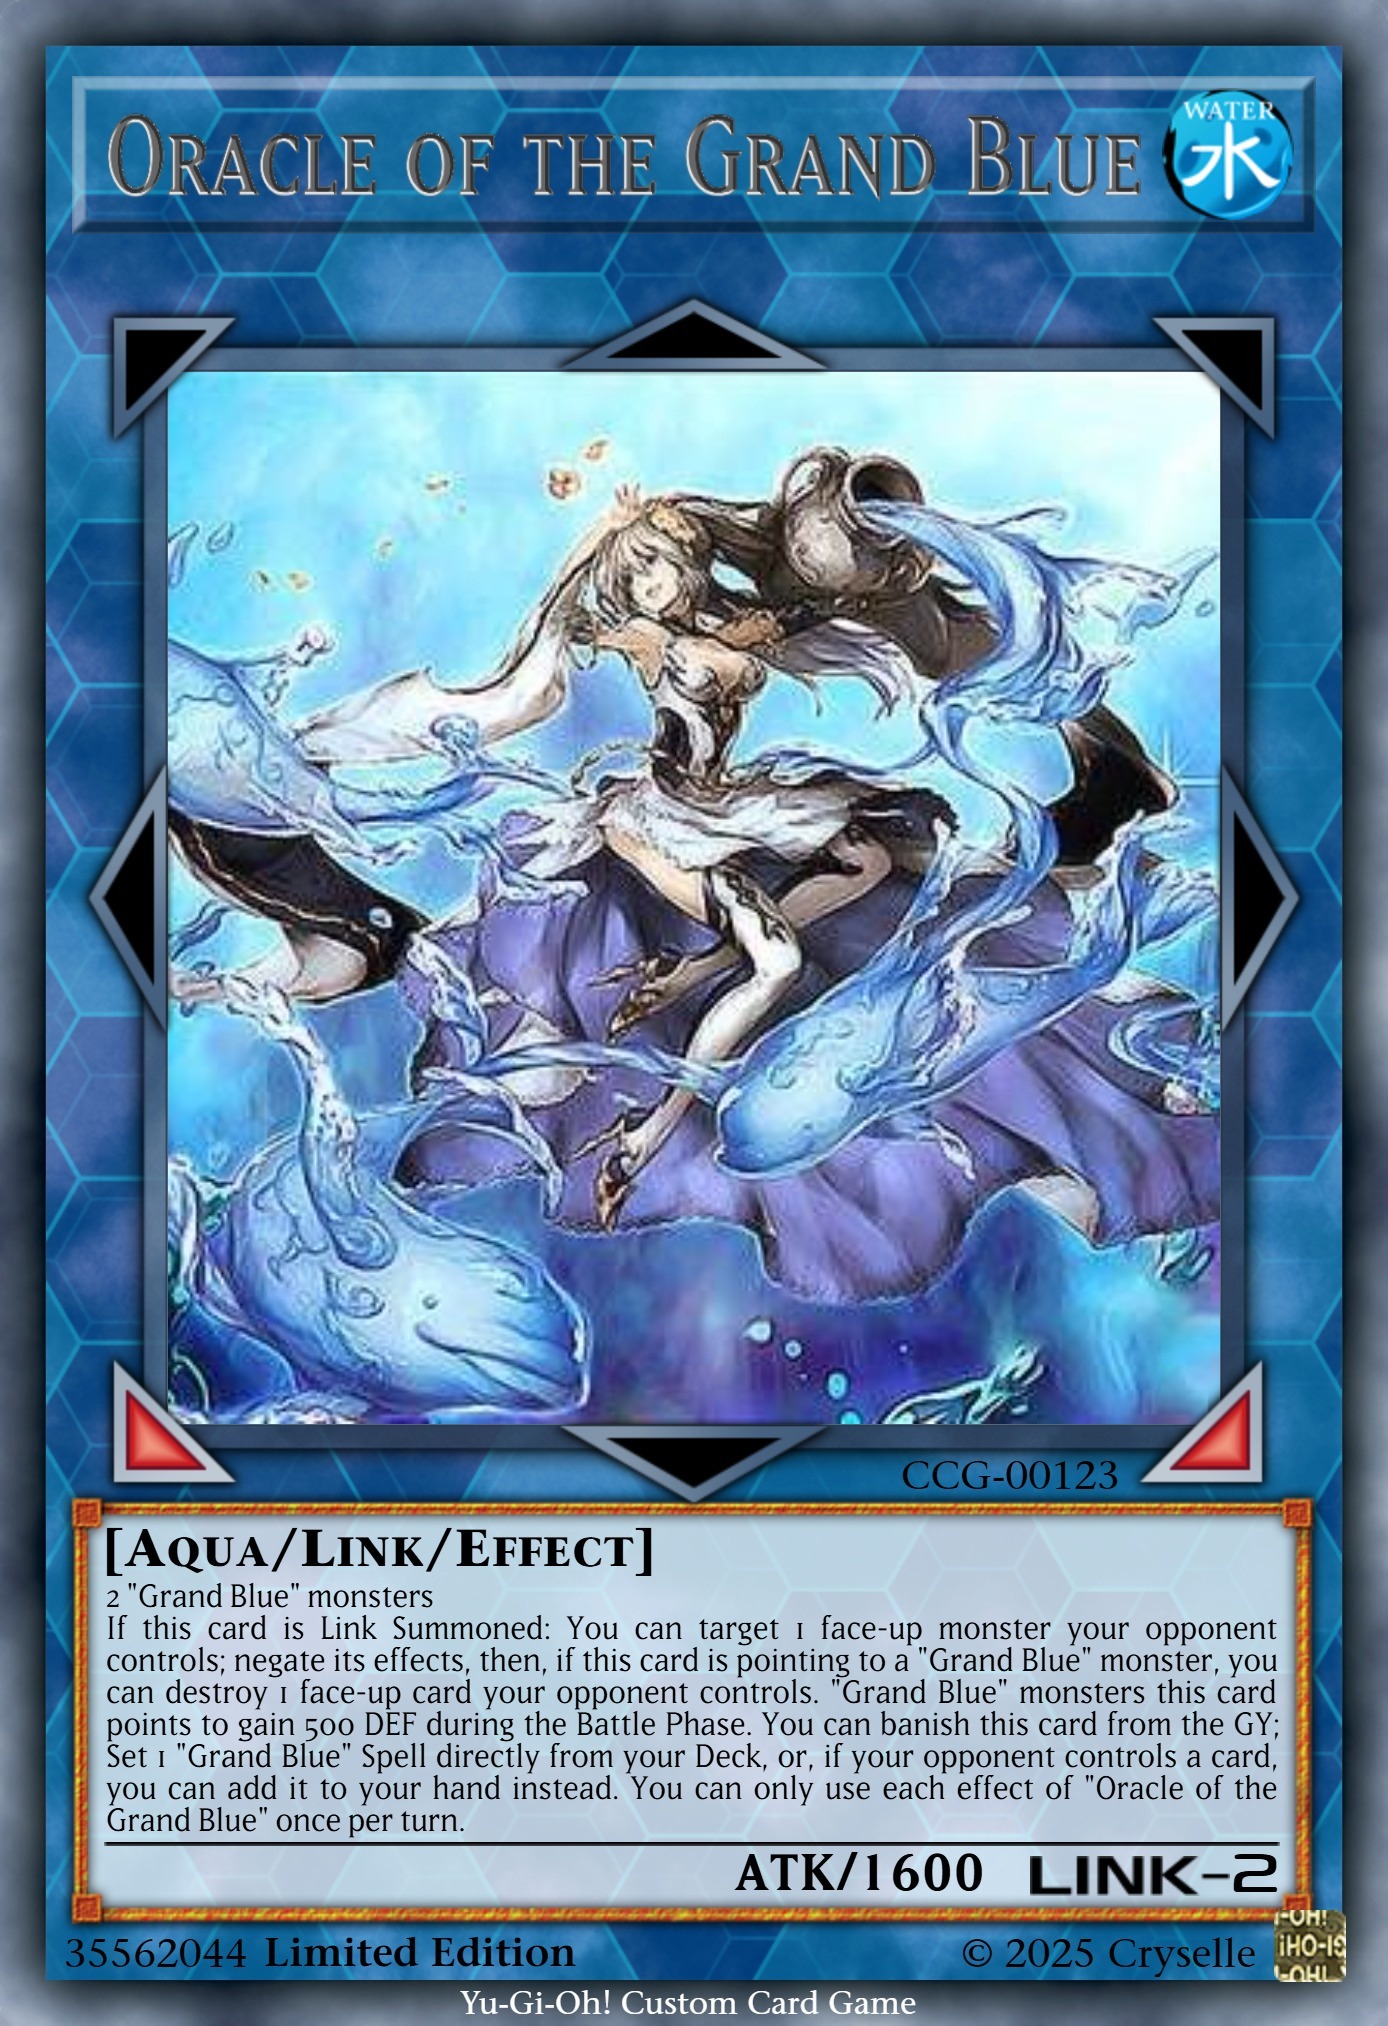 Oracle of the Grand Blue
WATER
水
CCG-00123
[Aqua/Link/Effect]
2 "Grand Blue" monsters
If this card is Link Summoned: You can target 1 face-up monster your opponent
controls; negate its effects, then, if this card is pointing to a "Grand Blue" monster, you
can destroy 1 face-up card your opponent controls. "Grand Blue" monsters this card
points to gain 500 DEF during the Battle Phase. You can banish this card from the GY;
Set 1 "Grand Blue" Spell directly from your Deck, or, if your opponent controls a card,
you can add it to your hand instead. You can only use each effect of "Oracle of the
Grand Blue" once per turn.
ATK/1600 LINK-2
35562044 Limited Edition © 2025 Cryselle
Yu-Gi-Oh! Custom Card Game